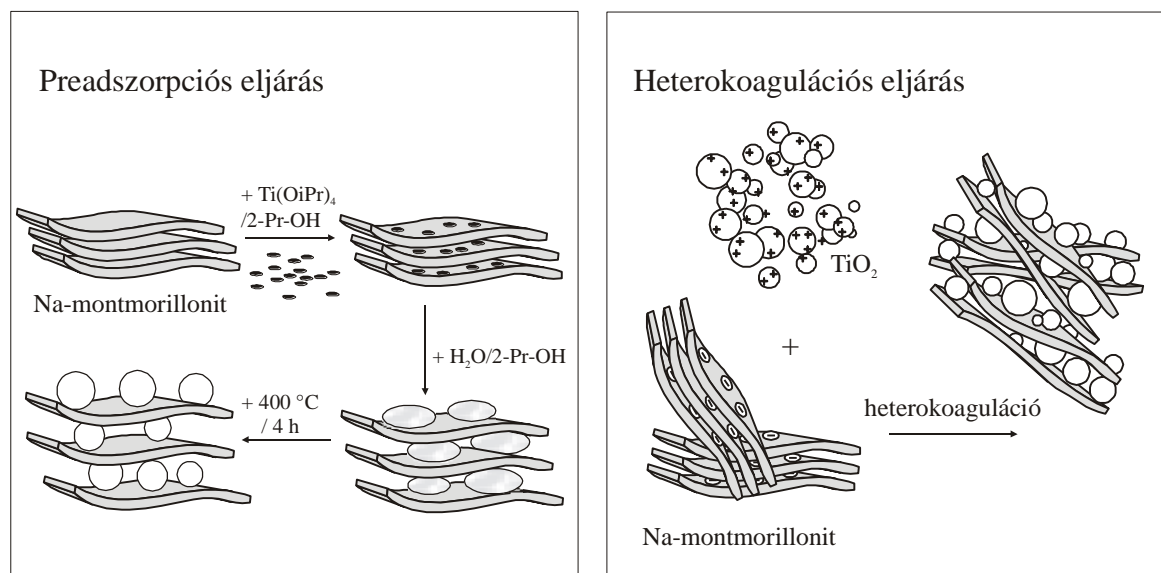 Preadszorpciós eljárás
+ Ti(OiPr)₄
/2-Pr-OH
Na-montmorillonit
+ H₂O/2-Pr-OH
+ 400 °C
/ 4 h
Heterokoagulációs eljárás
TiO₂
+
heterokoaguláció
Na-montmorillonit